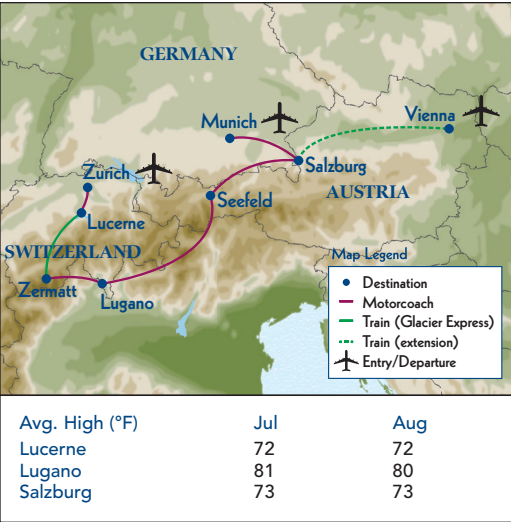 GERMANY
Munich
Vienna
Zurich
Salzburg
Seefeld
AUSTRIA
Lucerne
SWITZERLAND
Zermatt
Lugano
Map Legend
Destination
Motorcoach
Train (Glacier Express)
Train (extension)
Entry/Departure
Avg. High (°F) Jul Aug
Lucerne 72 72
Lugano 81 80
Salzburg 73 73